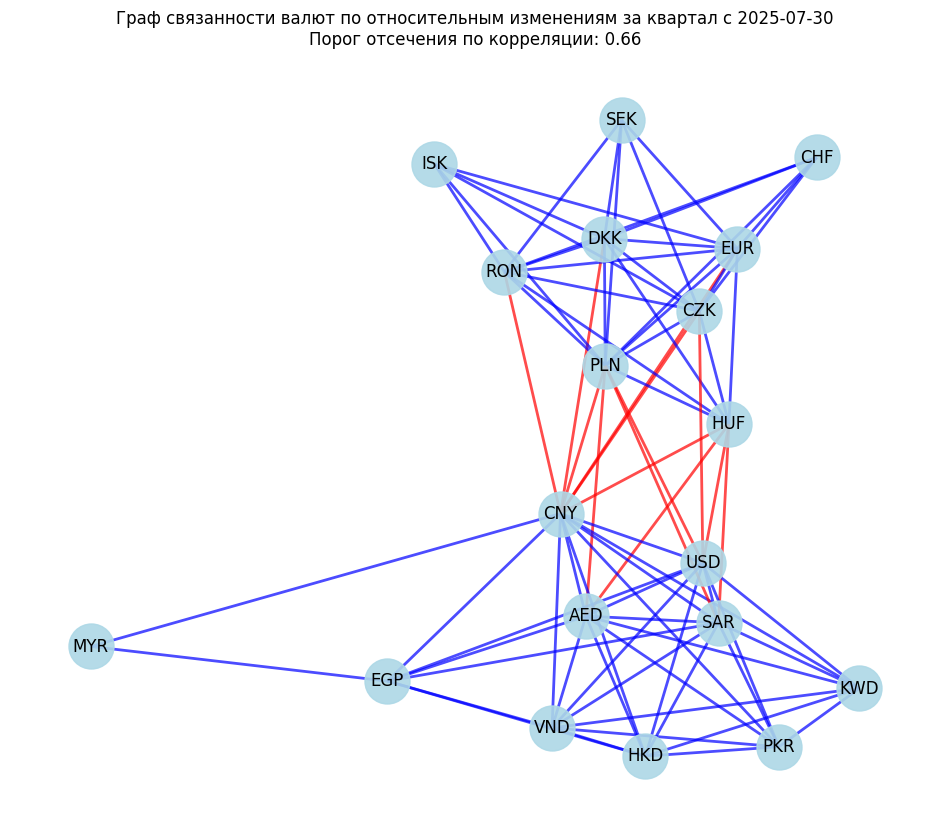 Граф связанности валют по относительным изменениям за квартал с 2025-07-30
Порог отсечения по корреляции: 0.66
SEK
CHF
ISK
DKK
EUR
RON
CZK
PLN
HUF
CNY
USD
AED
SAR
MYR
EGP
KWD
VND
PKR
HKD